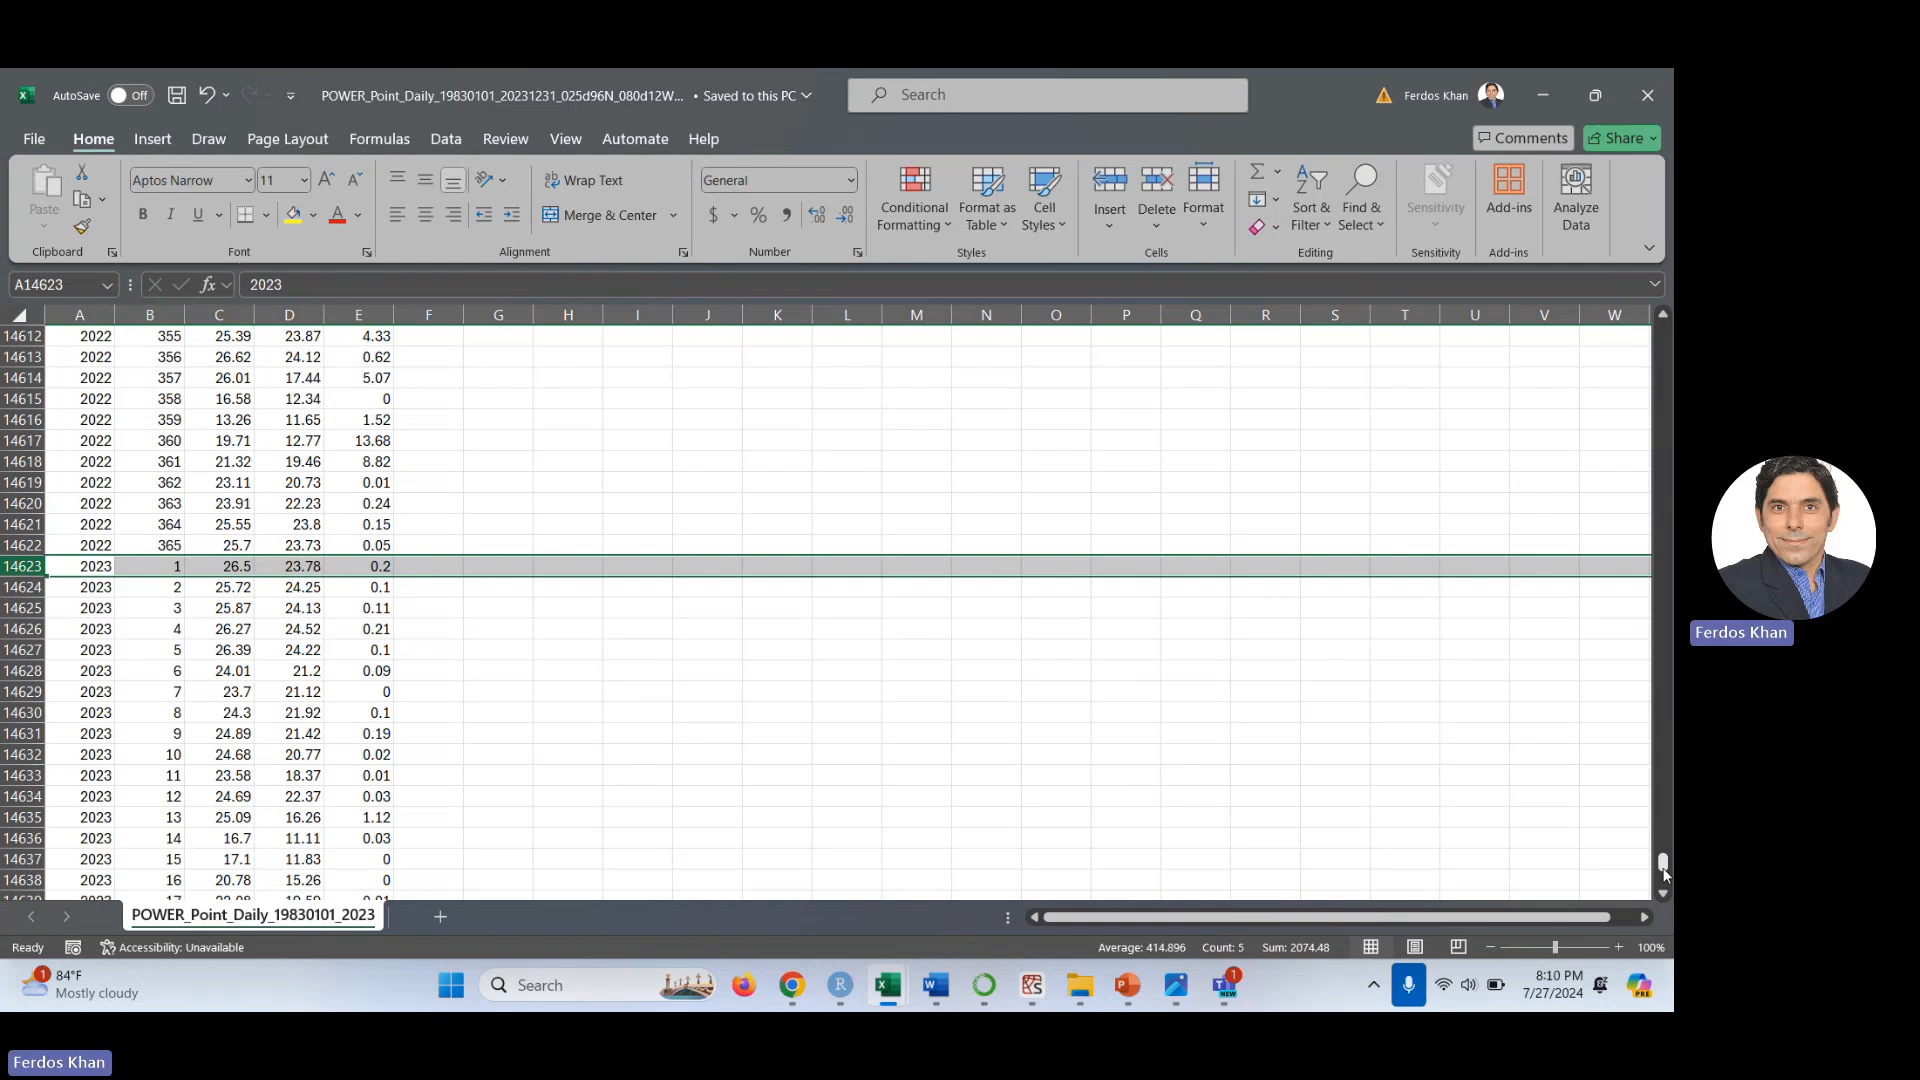 AutoSave Off POWER_Point_Daily_19830101_20231231_025d96N_080d12W... • Saved to this PC Search Ferdos Khan
File Home Insert Draw Page Layout Formulas Data Review View Automate Help Comments Share
Paste Aptos Narrow 11 Wrap Text General Conditional Formatting Format as Table Cell Styles Insert Delete Format Sort & Filter Find & Select Sensitivity Add-ins Analyze Data
B I U Merge & Center $ %
Clipboard Font Alignment Number Styles Cells Editing Sensitivity Add-ins
A14623 fx 2023
A B C D E F G H I J K L M N O P Q R S T U V W
14612 2022 355 25.39 23.87 4.33
14613 2022 356 26.62 24.12 0.62
14614 2022 357 26.01 17.44 5.07
14615 2022 358 16.58 12.34 0
14616 2022 359 13.26 11.65 1.52
14617 2022 360 19.71 12.77 13.68
14618 2022 361 21.32 19.46 8.82
14619 2022 362 23.11 20.73 0.01
14620 2022 363 23.91 22.23 0.24
14621 2022 364 25.55 23.8 0.15
14622 2022 365 25.7 23.73 0.05
14623 2023 1 26.5 23.78 0.2
14624 2023 2 25.72 24.25 0.1
14625 2023 3 25.87 24.13 0.11
14626 2023 4 26.27 24.52 0.21
14627 2023 5 26.39 24.22 0.1
14628 2023 6 24.01 21.2 0.09
14629 2023 7 23.7 21.12 0
14630 2023 8 24.3 21.92 0.1
14631 2023 9 24.89 21.42 0.19
14632 2023 10 24.68 20.77 0.02
14633 2023 11 23.58 18.37 0.01
14634 2023 12 24.69 22.37 0.03
14635 2023 13 25.09 16.26 1.12
14636 2023 14 16.7 11.11 0.03
14637 2023 15 17.1 11.83 0
14638 2023 16 20.78 15.26 0
POWER_Point_Daily_19830101_2023
Ready Accessibility: Unavailable Average: 414.896 Count: 5 Sum: 2074.48 100%
84°F
Mostly cloudy
Search
8:10 PM
7/27/2024
Ferdos Khan
Ferdos Khan